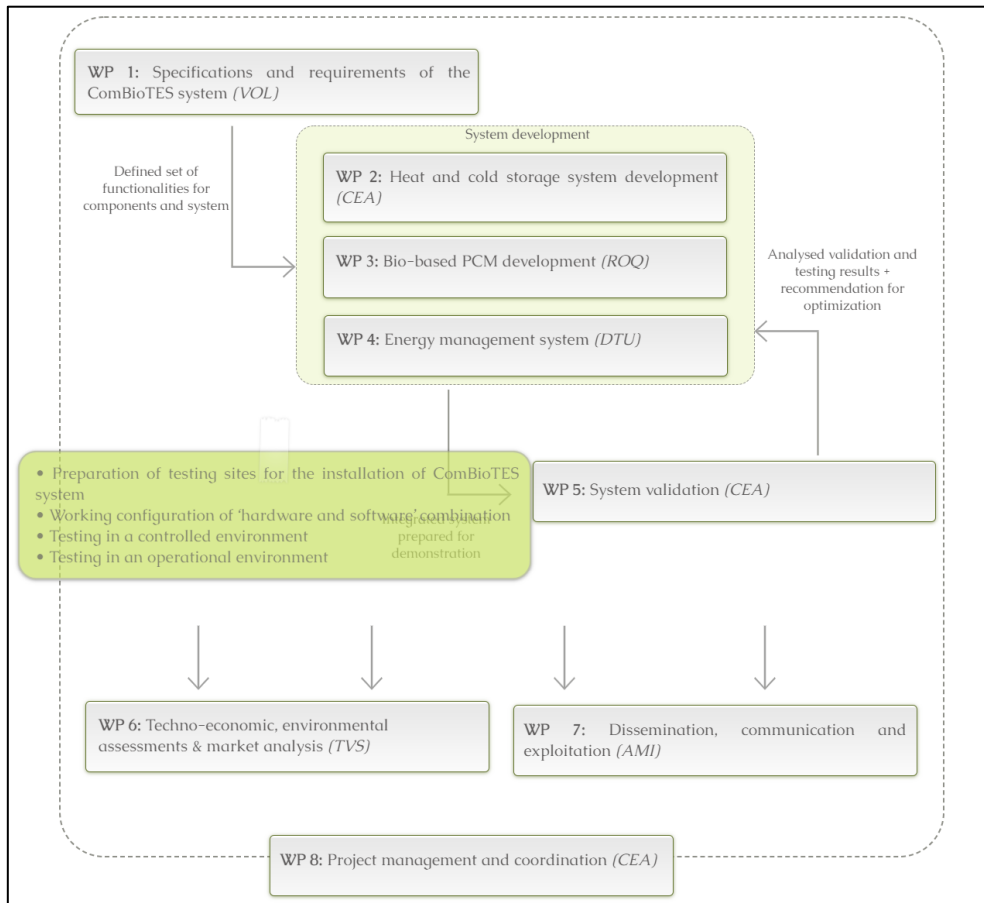 WP 1: Specifications and requirements of the
ComBioTES system (VOL)
System development
Defined set of
functionalities for
components and system
WP 2: Heat and cold storage system development
(CEA)
WP 3: Bio-based PCM development (ROQ)
WP 4: Energy management system (DTU)
Analysed validation and
testing results +
recommendation for
optimization
• Preparation of testing sites for the installation of ComBioTES
system
• Working configuration of ‘hardware and software’ combination
• Testing in a controlled environment
• Testing in an operational environment
Integrated system
prepared for
demonstration
WP 5: System validation (CEA)
WP 6: Techno-economic, environmental
assessments & market analysis (TVS)
WP 7: Dissemination, communication and
exploitation (AMI)
WP 8: Project management and coordination (CEA)